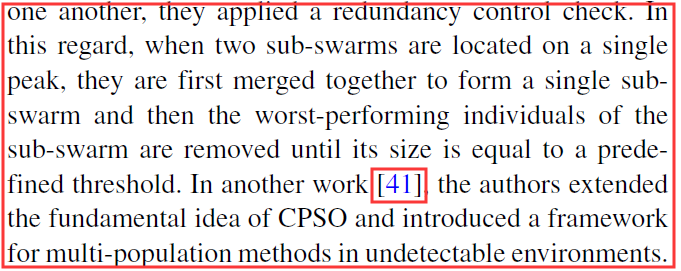 one another, they applied a redundancy control check. In
this regard, when two sub-swarms are located on a single
peak, they are first merged together to form a single sub-
swarm and then the worst-performing individuals of the
sub-swarm are removed until its size is equal to a prede-
fined threshold. In another work [41], the authors extended
the fundamental idea of CPSO and introduced a framework
for multi-population methods in undetectable environments.